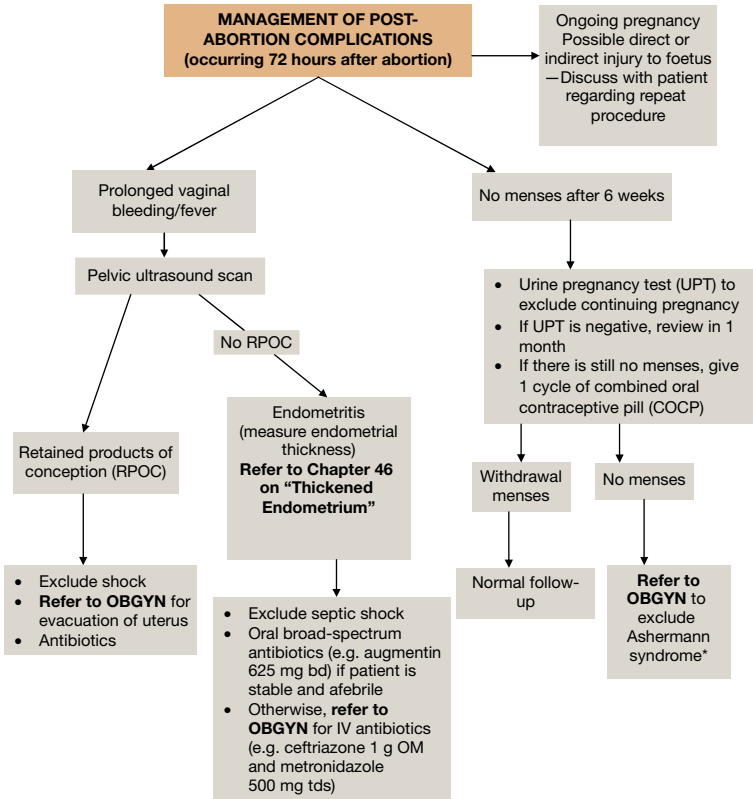 MANAGEMENT OF POST-
ABORTION COMPLICATIONS
(occurring 72 hours after abortion)
Ongoing pregnancy
Possible direct or
indirect injury to foetus
—Discuss with patient
regarding repeat
procedure
Prolonged vaginal
bleeding/fever
No menses after 6 weeks
Pelvic ultrasound scan
• Urine pregnancy test (UPT) to
exclude continuing pregnancy
• If UPT is negative, review in 1
month
• If there is still no menses, give
1 cycle of combined oral
contraceptive pill (COCP)
No RPOC
Retained products of
conception (RPOC)
Endometritis
(measure endometrial
thickness)
Refer to Chapter 46
on “Thickened
Endometrium”
Withdrawal
menses
No menses
• Exclude shock
• Refer to OBGYN for
evacuation of uterus
• Antibiotics
• Exclude septic shock
• Oral broad-spectrum
antibiotics (e.g. augmentin
625 mg bd) if patient is
stable and afebrile
• Otherwise, refer to
OBGYN for IV antibiotics
(e.g. ceftriazone 1 g OM
and metronidazole
500 mg tds)
Normal follow-
up
Refer to
OBGYN to
exclude
Ashermann
syndrome*